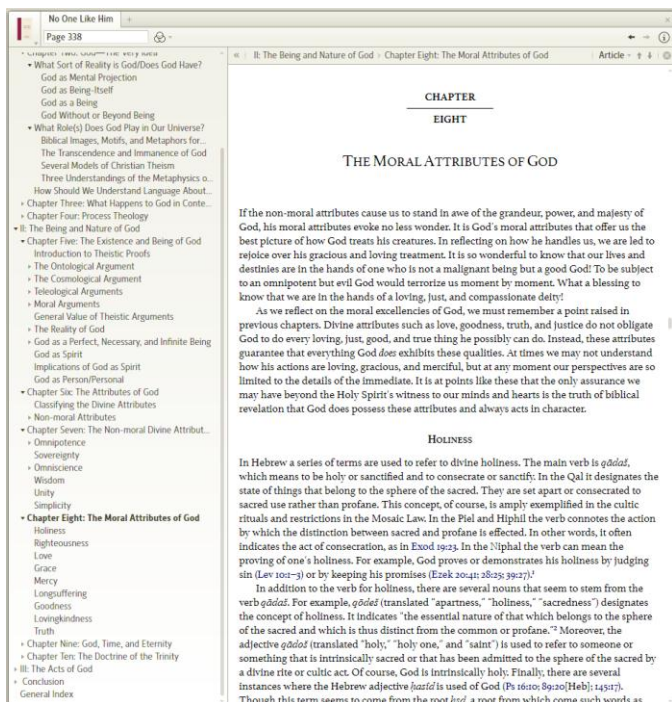 No One Like Him
Page 338
II: The Being and Nature of God › Chapter Eight: The Moral Attributes of God
Article
Chapter Two: God—The Very Idea
What Sort of Reality is God/Does God Have?
God as Mental Projection
God as Being-Itself
God as a Being
God Without or Beyond Being
What Role(s) Does God Play in Our Universe?
Biblical Images, Motifs, and Metaphors for...
The Transcendence and Immanence of God
Several Models of Christian Theism
Three Understandings of the Metaphysics o...
How Should We Understand Language About...
Chapter Three: What Happens to God in Conte...
Chapter Four: Process Theology
II: The Being and Nature of God
Chapter Five: The Existence and Being of God
Introduction to Theistic Proofs
The Ontological Argument
The Cosmological Argument
Teleological Arguments
Moral Arguments
General Value of Theistic Arguments
The Reality of God
God as a Perfect, Necessary, and Infinite Being
God as Spirit
Implications of God as Spirit
God as Person/Personal
Chapter Six: The Attributes of God
Classifying the Divine Attributes
Non-moral Attributes
Chapter Seven: The Non-moral Divine Attribut...
Omnipotence
Sovereignty
Omniscience
Wisdom
Unity
Simplicity
Chapter Eight: The Moral Attributes of God
Holiness
Righteousness
Love
Grace
Mercy
Longsuffering
Goodness
Lovingkindness
Truth
Chapter Nine: God, Time, and Eternity
Chapter Ten: The Doctrine of the Trinity
III: The Acts of God
Conclusion
General Index
CHAPTER
EIGHT
THE MORAL ATTRIBUTES OF GOD
If the non-moral attributes cause us to stand in awe of the grandeur, power, and majesty of
God, his moral attributes evoke no less wonder. It is God's moral attributes that offer us the
best picture of how God treats his creatures. In reflecting on how he handles us, we are led to
rejoice over his gracious and loving treatment. It is so wonderful to know that our lives and
destinies are in the hands of one who is not a malignant being but a good God! To be subject
to an omnipotent but evil God would terrorize us moment by moment. What a blessing to
know that we are in the hands of a loving, just, and compassionate deity!
As we reflect on the moral excellencies of God, we must remember a point raised in
previous chapters. Divine attributes such as love, goodness, truth, and justice do not obligate
God to do every loving, just, good, and true thing he possibly can do. Instead, these attributes
guarantee that everything God does exhibits these qualities. At times we may not understand
how his actions are loving, gracious, and merciful, but at any moment our perspectives are so
limited to the details of the immediate. It is at points like these that the only assurance we
may have beyond the Holy Spirit's witness to our minds and hearts is the truth of biblical
revelation that God does possess these attributes and always acts in character.
HOLINESS
In Hebrew a series of terms are used to refer to divine holiness. The main verb is qādaš,
which means to be holy or sanctified and to consecrate or sanctify. In the Qal it designates the
state of things that belong to the sphere of the sacred. They are set apart or consecrated to
sacred use rather than profane. This concept, of course, is amply exemplified in the cultic
rituals and restrictions in the Mosaic Law. In the Piel and Hiphil the verb connotes the action
by which the distinction between sacred and profane is effected. In other words, it often
indicates the act of consecration, as in Exod 19:23. In the Niphal the verb can mean the
proving of one's holiness. For example, God proves or demonstrates his holiness by judging
sin (Lev 10:1–3) or by keeping his promises (Ezek 20:41; 28:25; 39:27).¹
In addition to the verb for holiness, there are several nouns that seem to stem from the
verb qādaš. For example, qōdeš (translated "apartness," "holiness," "sacredness") designates
the concept of holiness. It indicates "the essential nature of that which belongs to the sphere
of the sacred and which is thus distinct from the common or profane."² Moreover, the
adjective qādoš (translated "holy," "holy one," and "saint") is used to refer to someone or
something that is intrinsically sacred or that has been admitted to the sphere of the sacred by
a divine rite or cultic act. Of course, God is intrinsically holy. Finally, there are several
instances where the Hebrew adjective ḥasîd is used of God (Ps 16:10; 89:20[Heb]; 145:17).
Though this term seems to come from the root ḥsd, a root from which come such words as